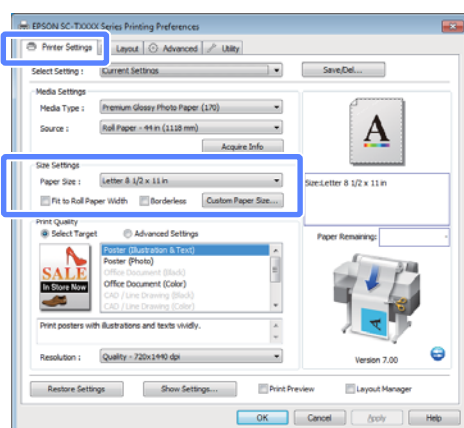 EPSON SC-TXXXX Series Printing Preferences
Printer Settings Layout Advanced Utility
Select Setting : Current Settings Save/Del...
Media Settings
Media Type : Premium Glossy Photo Paper (170)
Source : Roll Paper - 44 in (1118 mm)
Acquire Info
A
Size Settings
Paper Size : Letter 8 1/2 x 11 in
Size:Letter 8 1/2 x 11 in
Fit to Roll Paper Width Borderless Custom Paper Size...
Print Quality
Select Target Advanced Settings
Paper Remaining: -
SALE
In Store Now
Poster (Illustration & Text)
Poster (Photo)
Office Document (Black)
Office Document (Color)
CAD / Line Drawing (Black)
CAD / Line Drawing (Color)
Print posters with illustrations and texts vividly.
Resolution : Quality - 720x1440 dpi
Version 7.00
Restore Settings Show Settings... Print Preview Layout Manager
OK Cancel Apply Help